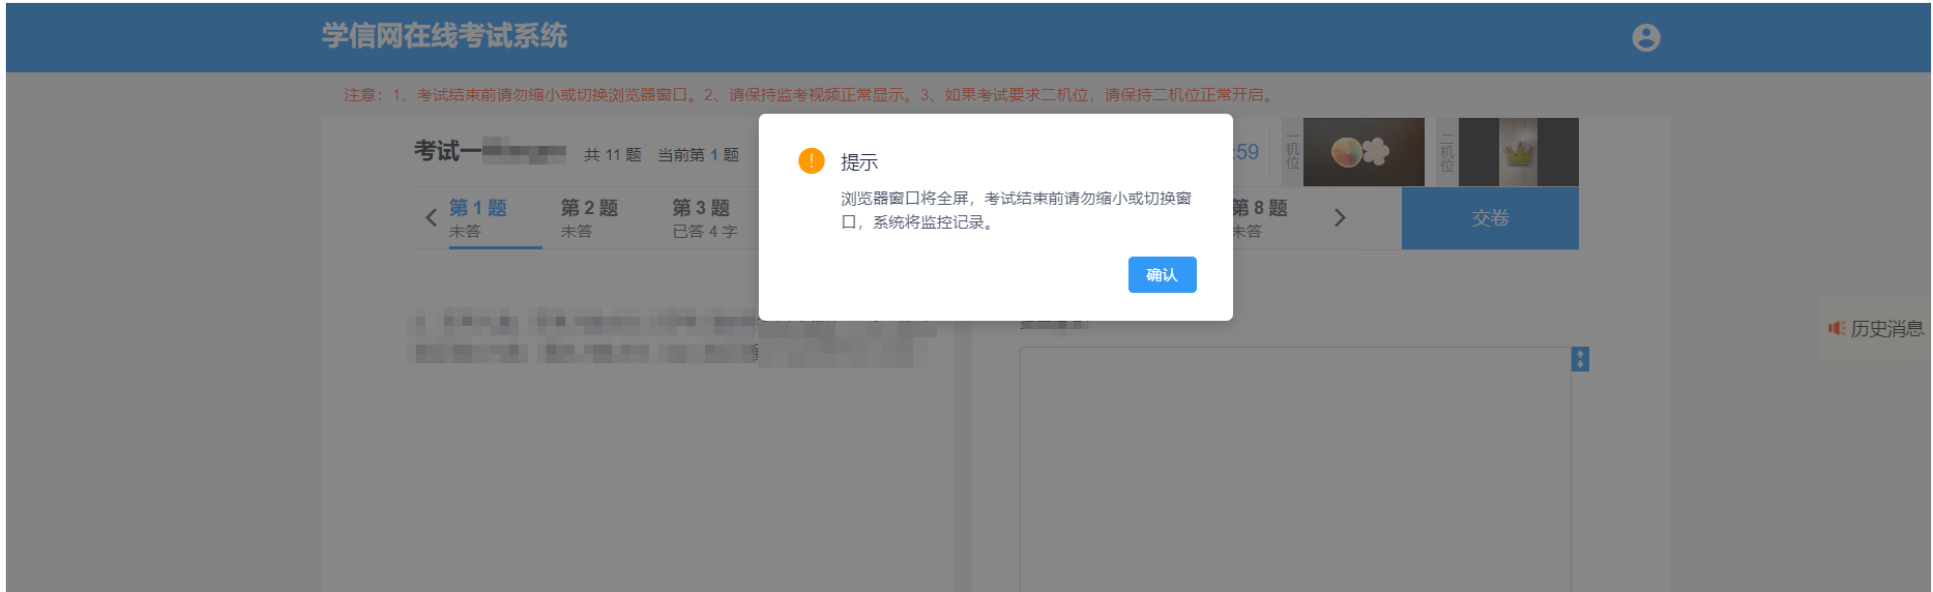 学信网在线考试系统
注意：1、考试结束前请勿缩小或切换浏览器窗口。2、请保持监考视频正常显示。3、如果考试要求二机位，请保持二机位正常开启。
考试一 共 11 题 当前第 1 题
:59
一机位
二机位
提示
浏览器窗口将全屏，考试结束前请勿缩小或切换窗
口，系统将监控记录。
确认
第 1 题 第 2 题 第 3 题 第 8 题
未答 未答 已答 4 字 未答
交卷
历史消息